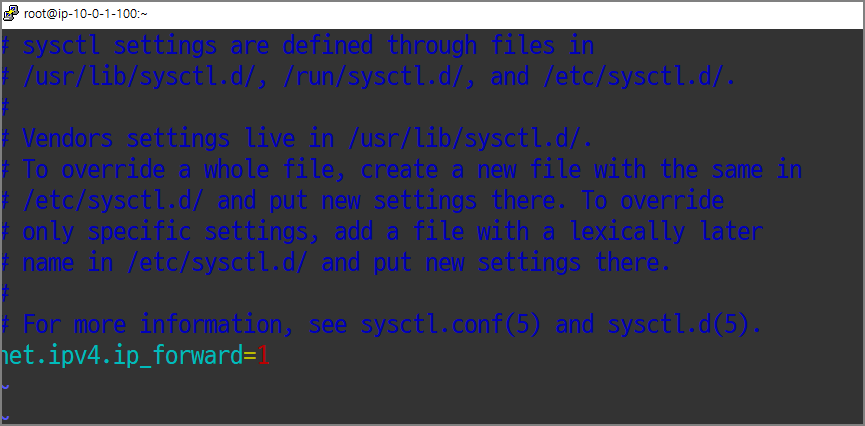 root@ip-10-0-1-100:~
# sysctl settings are defined through files in
# /usr/lib/sysctl.d/, /run/sysctl.d/, and /etc/sysctl.d/.
#
# Vendors settings live in /usr/lib/sysctl.d/.
# To override a whole file, create a new file with the same in
# /etc/sysctl.d/ and put new settings there. To override
# only specific settings, add a file with a lexically later
# name in /etc/sysctl.d/ and put new settings there.
#
# For more information, see sysctl.conf(5) and sysctl.d(5).
net.ipv4.ip_forward=1
~
~